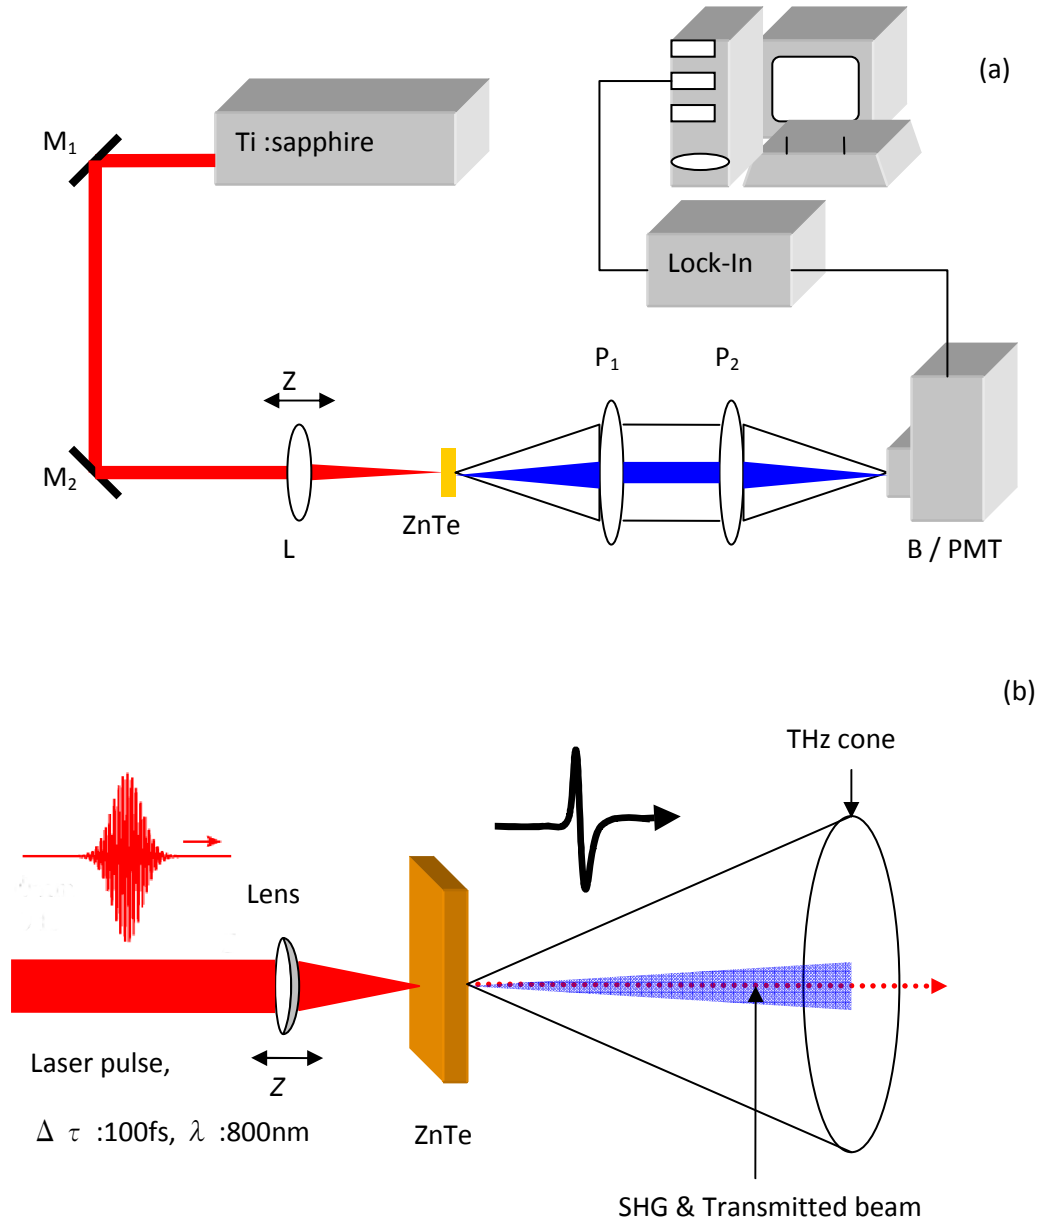 (a)
Ti :sapphire
M1
Lock-In
P1
P2
Z
M2
ZnTe
L
B / PMT
(b)
THz cone
Lens
Laser pulse,
Z
Δ τ :100fs, λ :800nm
ZnTe
SHG & Transmitted beam